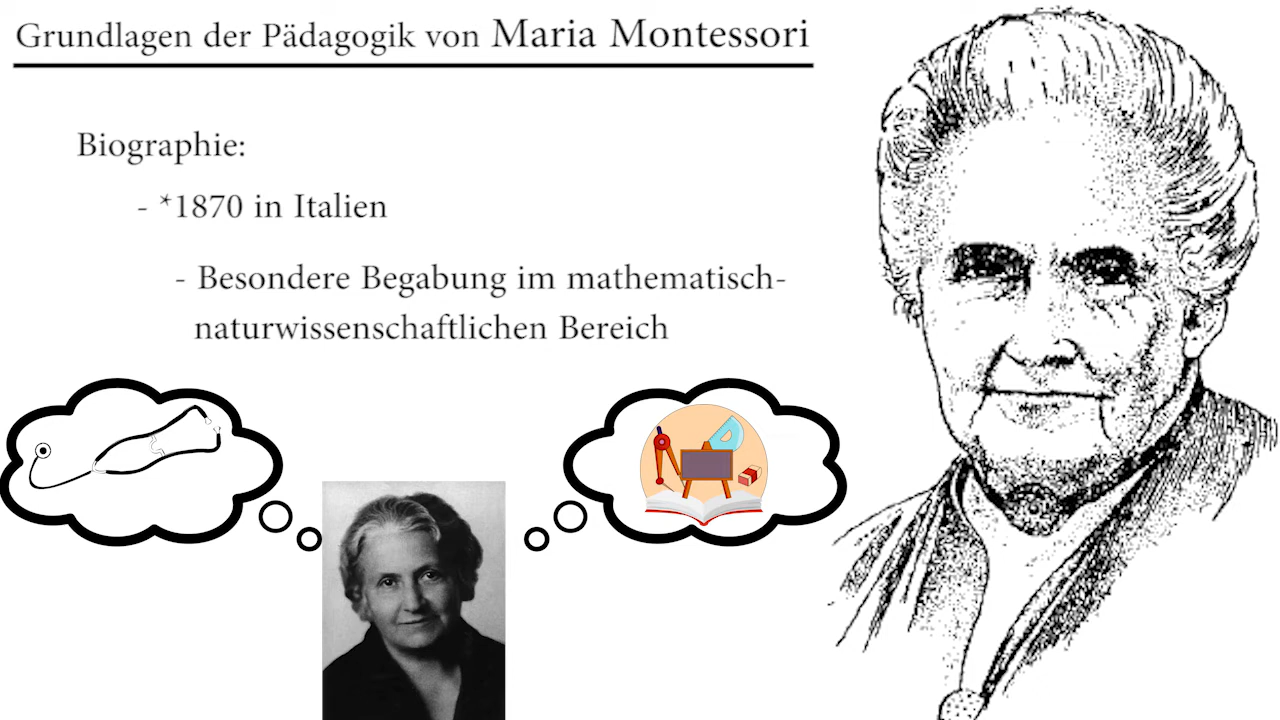 Grundlagen der Pädagogik von Maria Montessori
Biographie:
- *1870 in Italien
- Besondere Begabung im mathematisch-
naturwissenschaftlichen Bereich